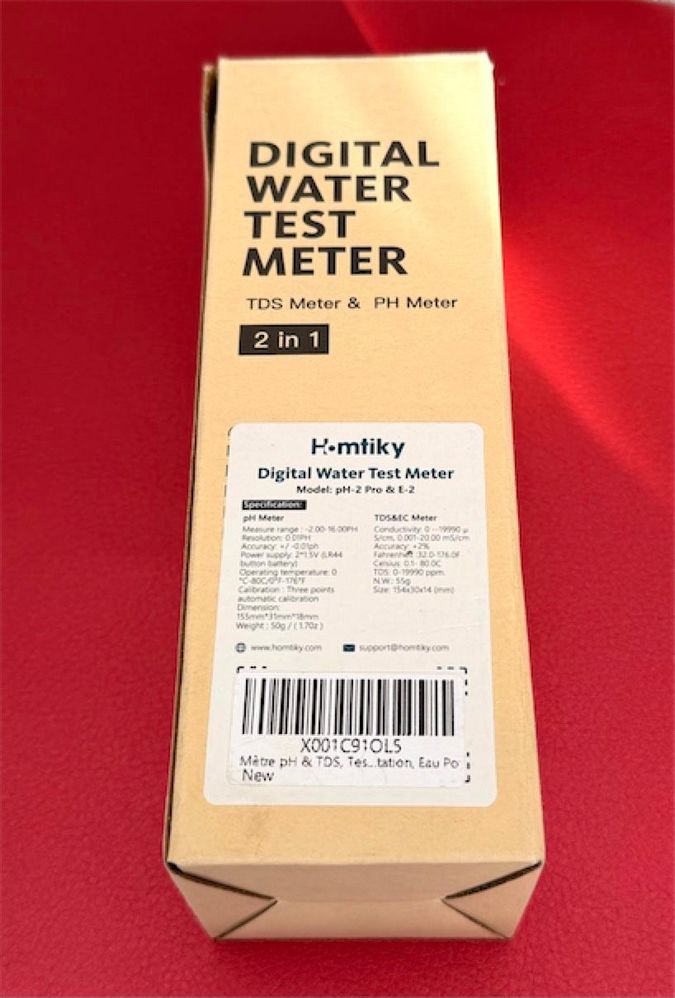 DIGITAL
WATER
TEST
METER
TDS Meter & PH Meter
2 in 1
Homtiky
Digital Water Test Meter
Model: pH-2 Pro & E-2
Specification:
pH Meter
Measure range : -2.00-16.00PH
Resolution: 0.01PH
Accuracy: +/ -0.01ph
Power supply: 2*1.5V (LR44
button battery)
Operating temperature: 0
°C-80C/0°F-176°F
Calibration : Three points
automatic calibration
Dimension:
155mm*31mm*18mm
Weight : 50g / ( 1.70z )
TDS&EC Meter
Conductivity: 0 --19990 μ
S/cm, 0.001-20.00 mS/cm
Accuracy: +2%
Fahrenheit :32.0-176.0F
Celsius: 0.1- 80.0C
TDS: 0-19990 ppm.
N.W.: 55g
Size: 154x30x14 (mm)
www.homtiky.com
support@homtiky.com
X001C91OL5
Mètre pH & TDS, Tes...tation, Eau Po
New